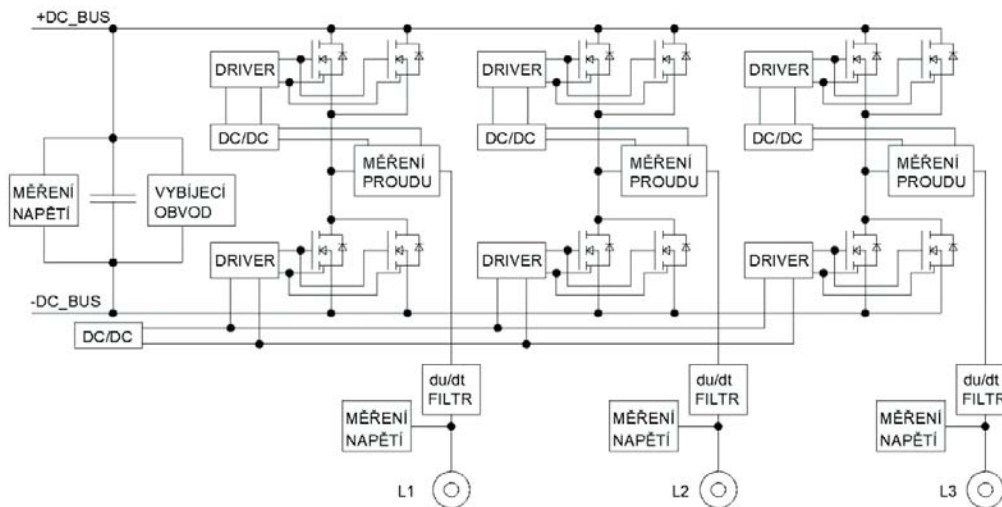 +DC_BUS
DRIVER
DRIVER
DRIVER
DC/DC
DC/DC
DC/DC
MĚŘENÍ
PROUDU
MĚŘENÍ
PROUDU
MĚŘENÍ
PROUDU
MĚŘENÍ
NAPĚTÍ
VYBÍJECÍ
OBVOD
DRIVER
DRIVER
DRIVER
-DC_BUS
DC/DC
du/dt
FILTR
du/dt
FILTR
du/dt
FILTR
MĚŘENÍ
NAPĚTÍ
MĚŘENÍ
NAPĚTÍ
MĚŘENÍ
NAPĚTÍ
L1
L2
L3